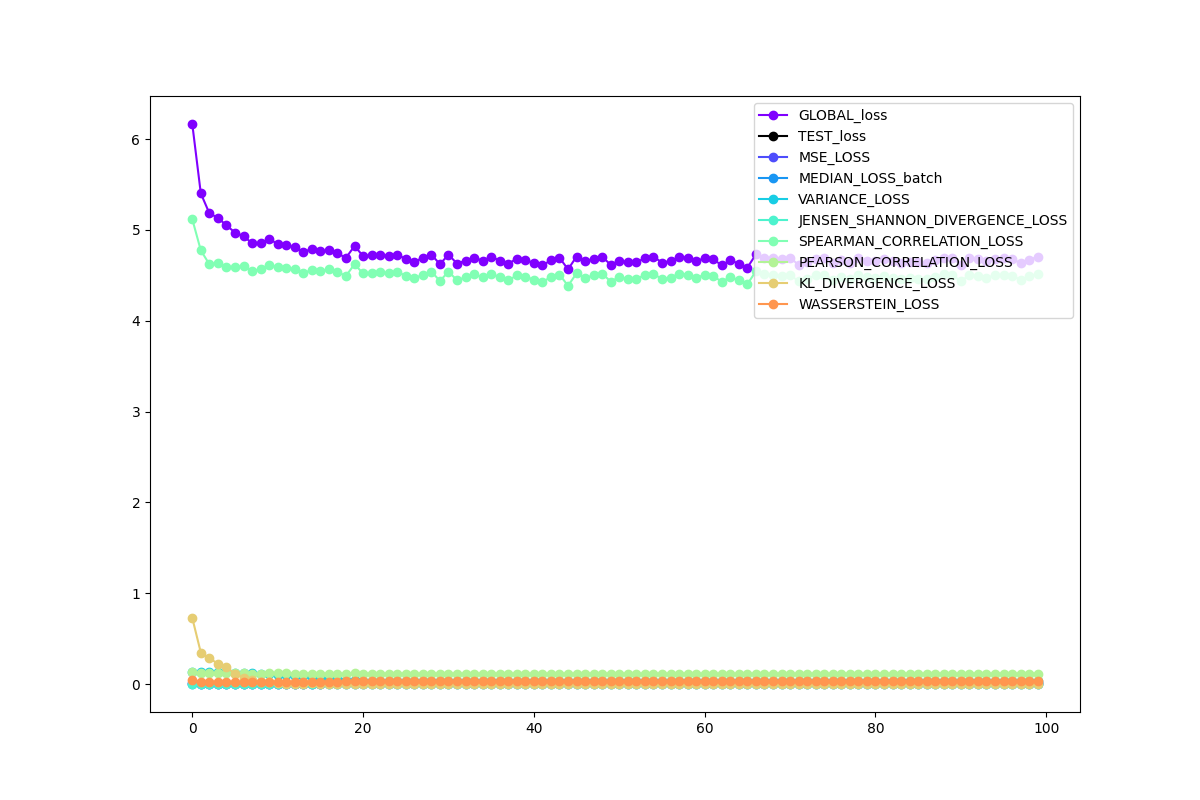 GLOBAL_loss
TEST_loss
MSE_LOSS
MEDIAN_LOSS_batch
VARIANCE_LOSS
JENSEN_SHANNON_DIVERGENCE_LOSS
SPEARMAN_CORRELATION_LOSS
PEARSON_CORRELATION_LOSS
KL_DIVERGENCE_LOSS
WASSERSTEIN_LOSS
6
5
4
3
2
1
0
0 20 40 60 80 100